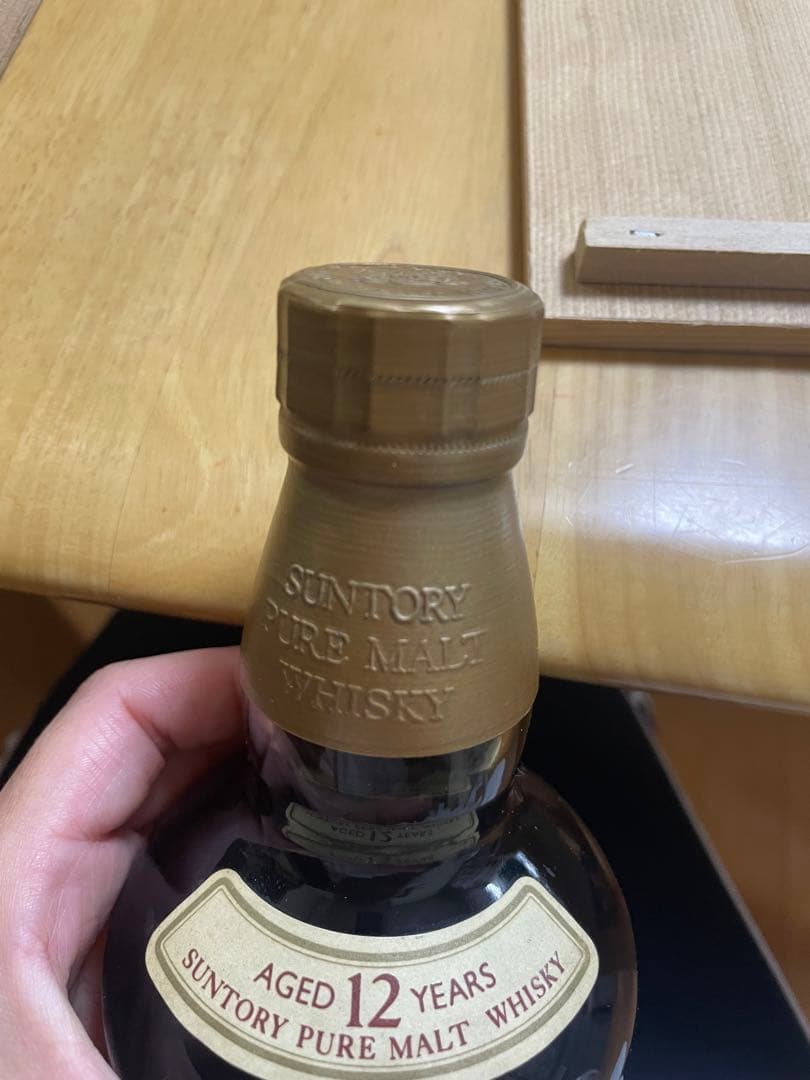 SUNTORY
PURE MALT
WHISKY
AGED 12 YEARS
SUNTORY PURE MALT WHISKY